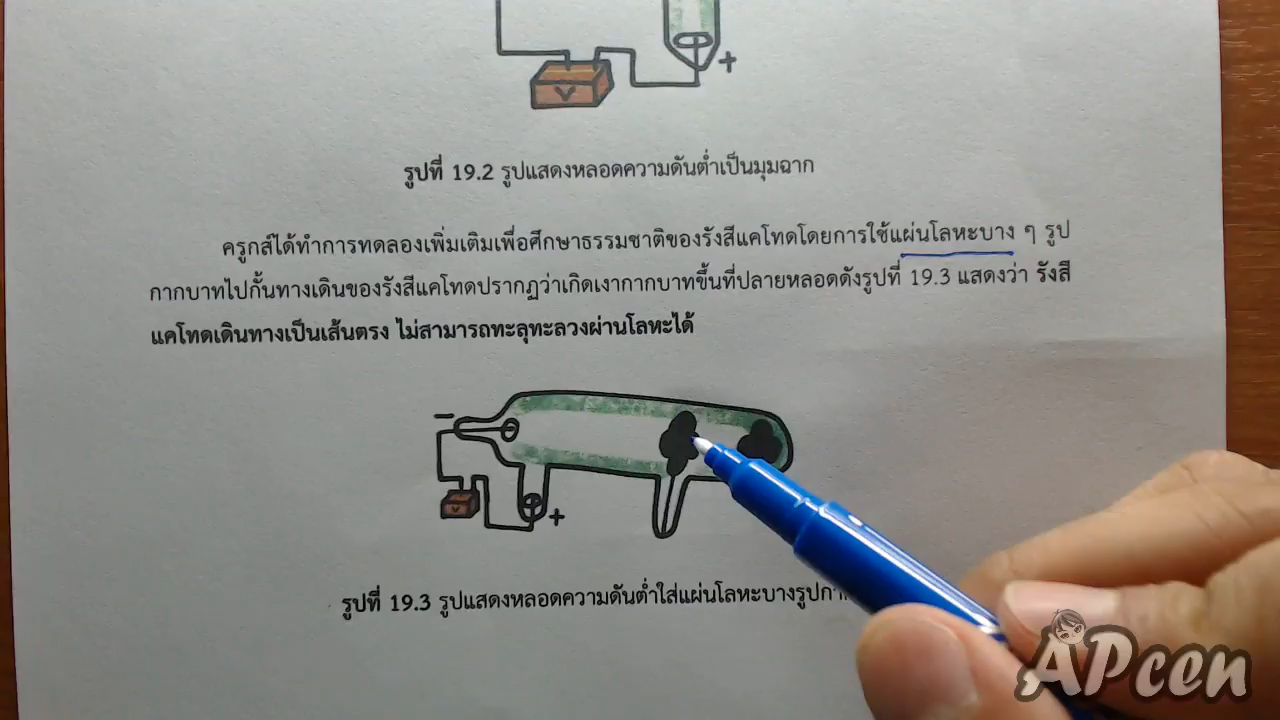 +
V
รูปที่ 19.2 รูปแสดงหลอดความดันต่ำเป็นมุมฉาก
ครูกส์ได้ทำการทดลองเพิ่มเติมเพื่อศึกษาธรรมชาติของรังสีแคโทดโดยการใช้แผ่นโลหะบาง ๆ รูป
กากบาทไปกั้นทางเดินของรังสีแคโทดปรากฏว่าเกิดเงากากบาทขึ้นที่ปลายหลอดดังรูปที่ 19.3 แสดงว่า รังสี
แคโทดเดินทางเป็นเส้นตรง ไม่สามารถทะลุทะลวงผ่านโลหะได้
−
V
+
รูปที่ 19.3 รูปแสดงหลอดความดันต่ำใส่แผ่นโลหะบางรูป
APcen